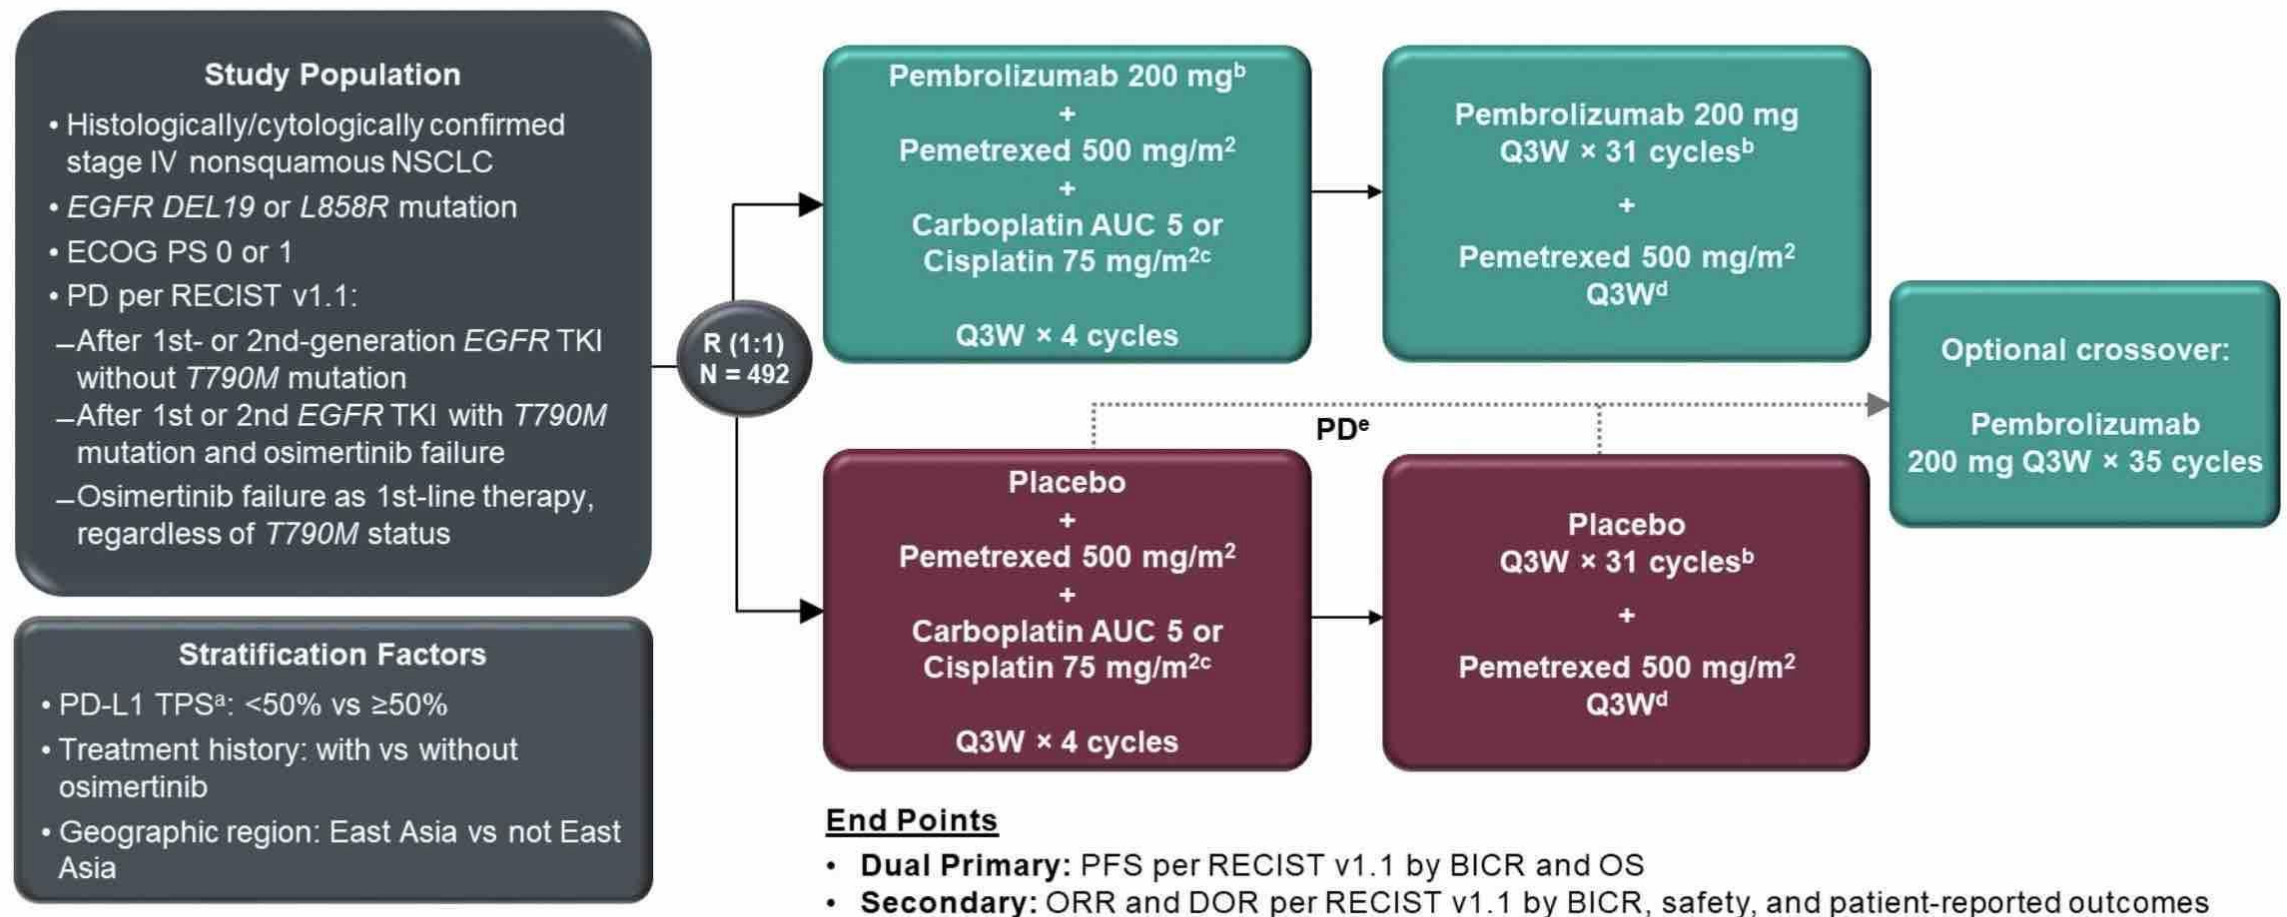 Study Population
• Histologically/cytologically confirmed
stage IV nonsquamous NSCLC
• EGFR DEL19 or L858R mutation
• ECOG PS 0 or 1
• PD per RECIST v1.1:
–After 1st- or 2nd-generation EGFR TKI
without T790M mutation
–After 1st or 2nd EGFR TKI with T790M
mutation and osimertinib failure
–Osimertinib failure as 1st-line therapy,
regardless of T790M status
Stratification Factors
• PD-L1 TPSᵃ: <50% vs ≥50%
• Treatment history: with vs without
osimertinib
• Geographic region: East Asia vs not East
Asia
R (1:1)
N = 492
Pembrolizumab 200 mgᵇ
+
Pemetrexed 500 mg/m²
+
Carboplatin AUC 5 or
Cisplatin 75 mg/m²ᶜ
Q3W × 4 cycles
Pembrolizumab 200 mg
Q3W × 31 cyclesᵇ
+
Pemetrexed 500 mg/m²
Q3Wᵈ
PDᵉ
Optional crossover:
Pembrolizumab
200 mg Q3W × 35 cycles
Placebo
+
Pemetrexed 500 mg/m²
+
Carboplatin AUC 5 or
Cisplatin 75 mg/m²ᶜ
Q3W × 4 cycles
Placebo
Q3W × 31 cyclesᵇ
+
Pemetrexed 500 mg/m²
Q3Wᵈ
End Points
• Dual Primary: PFS per RECIST v1.1 by BICR and OS
• Secondary: ORR and DOR per RECIST v1.1 by BICR, safety, and patient-reported outcomes